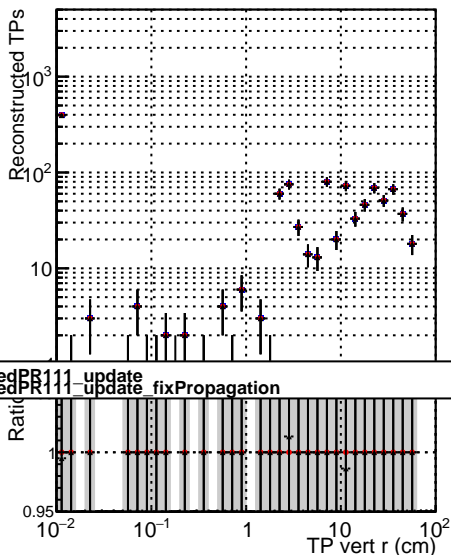 Reconstructed TPs
10³
10²
10
1
edPR111_update
edPR111_update_fixPropagation
Ratio
1
0.95
10⁻² 10⁻¹ 1 10 10²
TP vert r (cm)